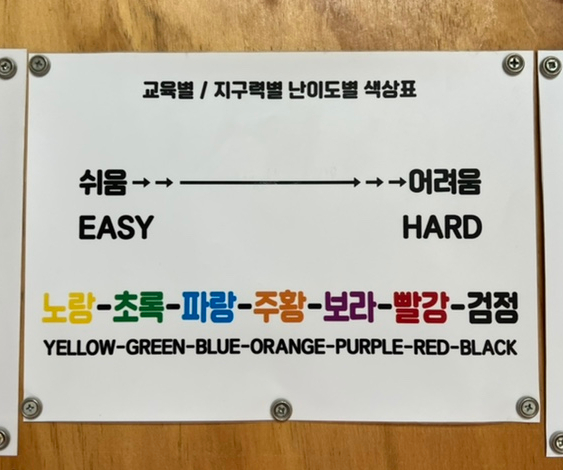 교육별 / 지구력별 난이도별 색상표
쉬움→→ ⟶ →→어려움
EASY HARD
노랑-초록-파랑-주황-보라-빨강-검정
YELLOW-GREEN-BLUE-ORANGE-PURPLE-RED-BLACK